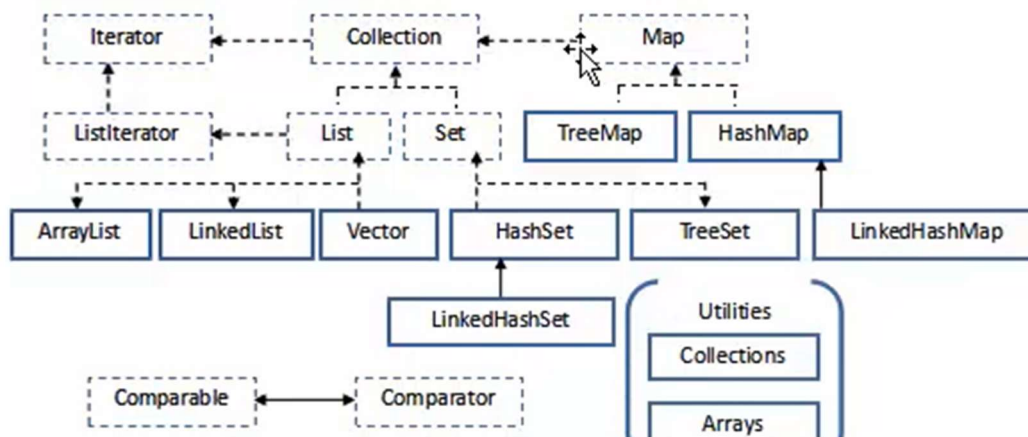 Iterator
Collection
Map
ListIterator
List
Set
TreeMap
HashMap
ArrayList
LinkedList
Vector
HashSet
TreeSet
LinkedHashMap
LinkedHashSet
Utilities
Collections
Comparable
Comparator
Arrays